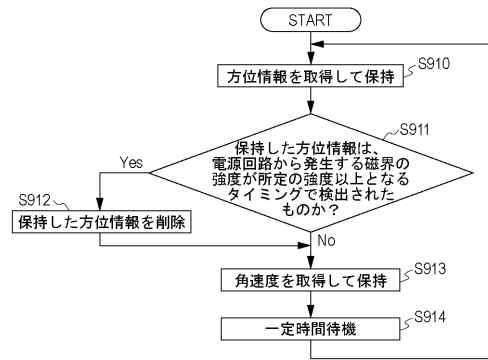 START
方位情報を取得して保持
S910
S911
保持した方位情報は、
電源回路から発生する磁界の
強度が所定の強度以上となる
タイミングで検出された
ものか？
Yes
S912
保持した方位情報を削除
No
S913
角速度を取得して保持
S914
一定時間待機